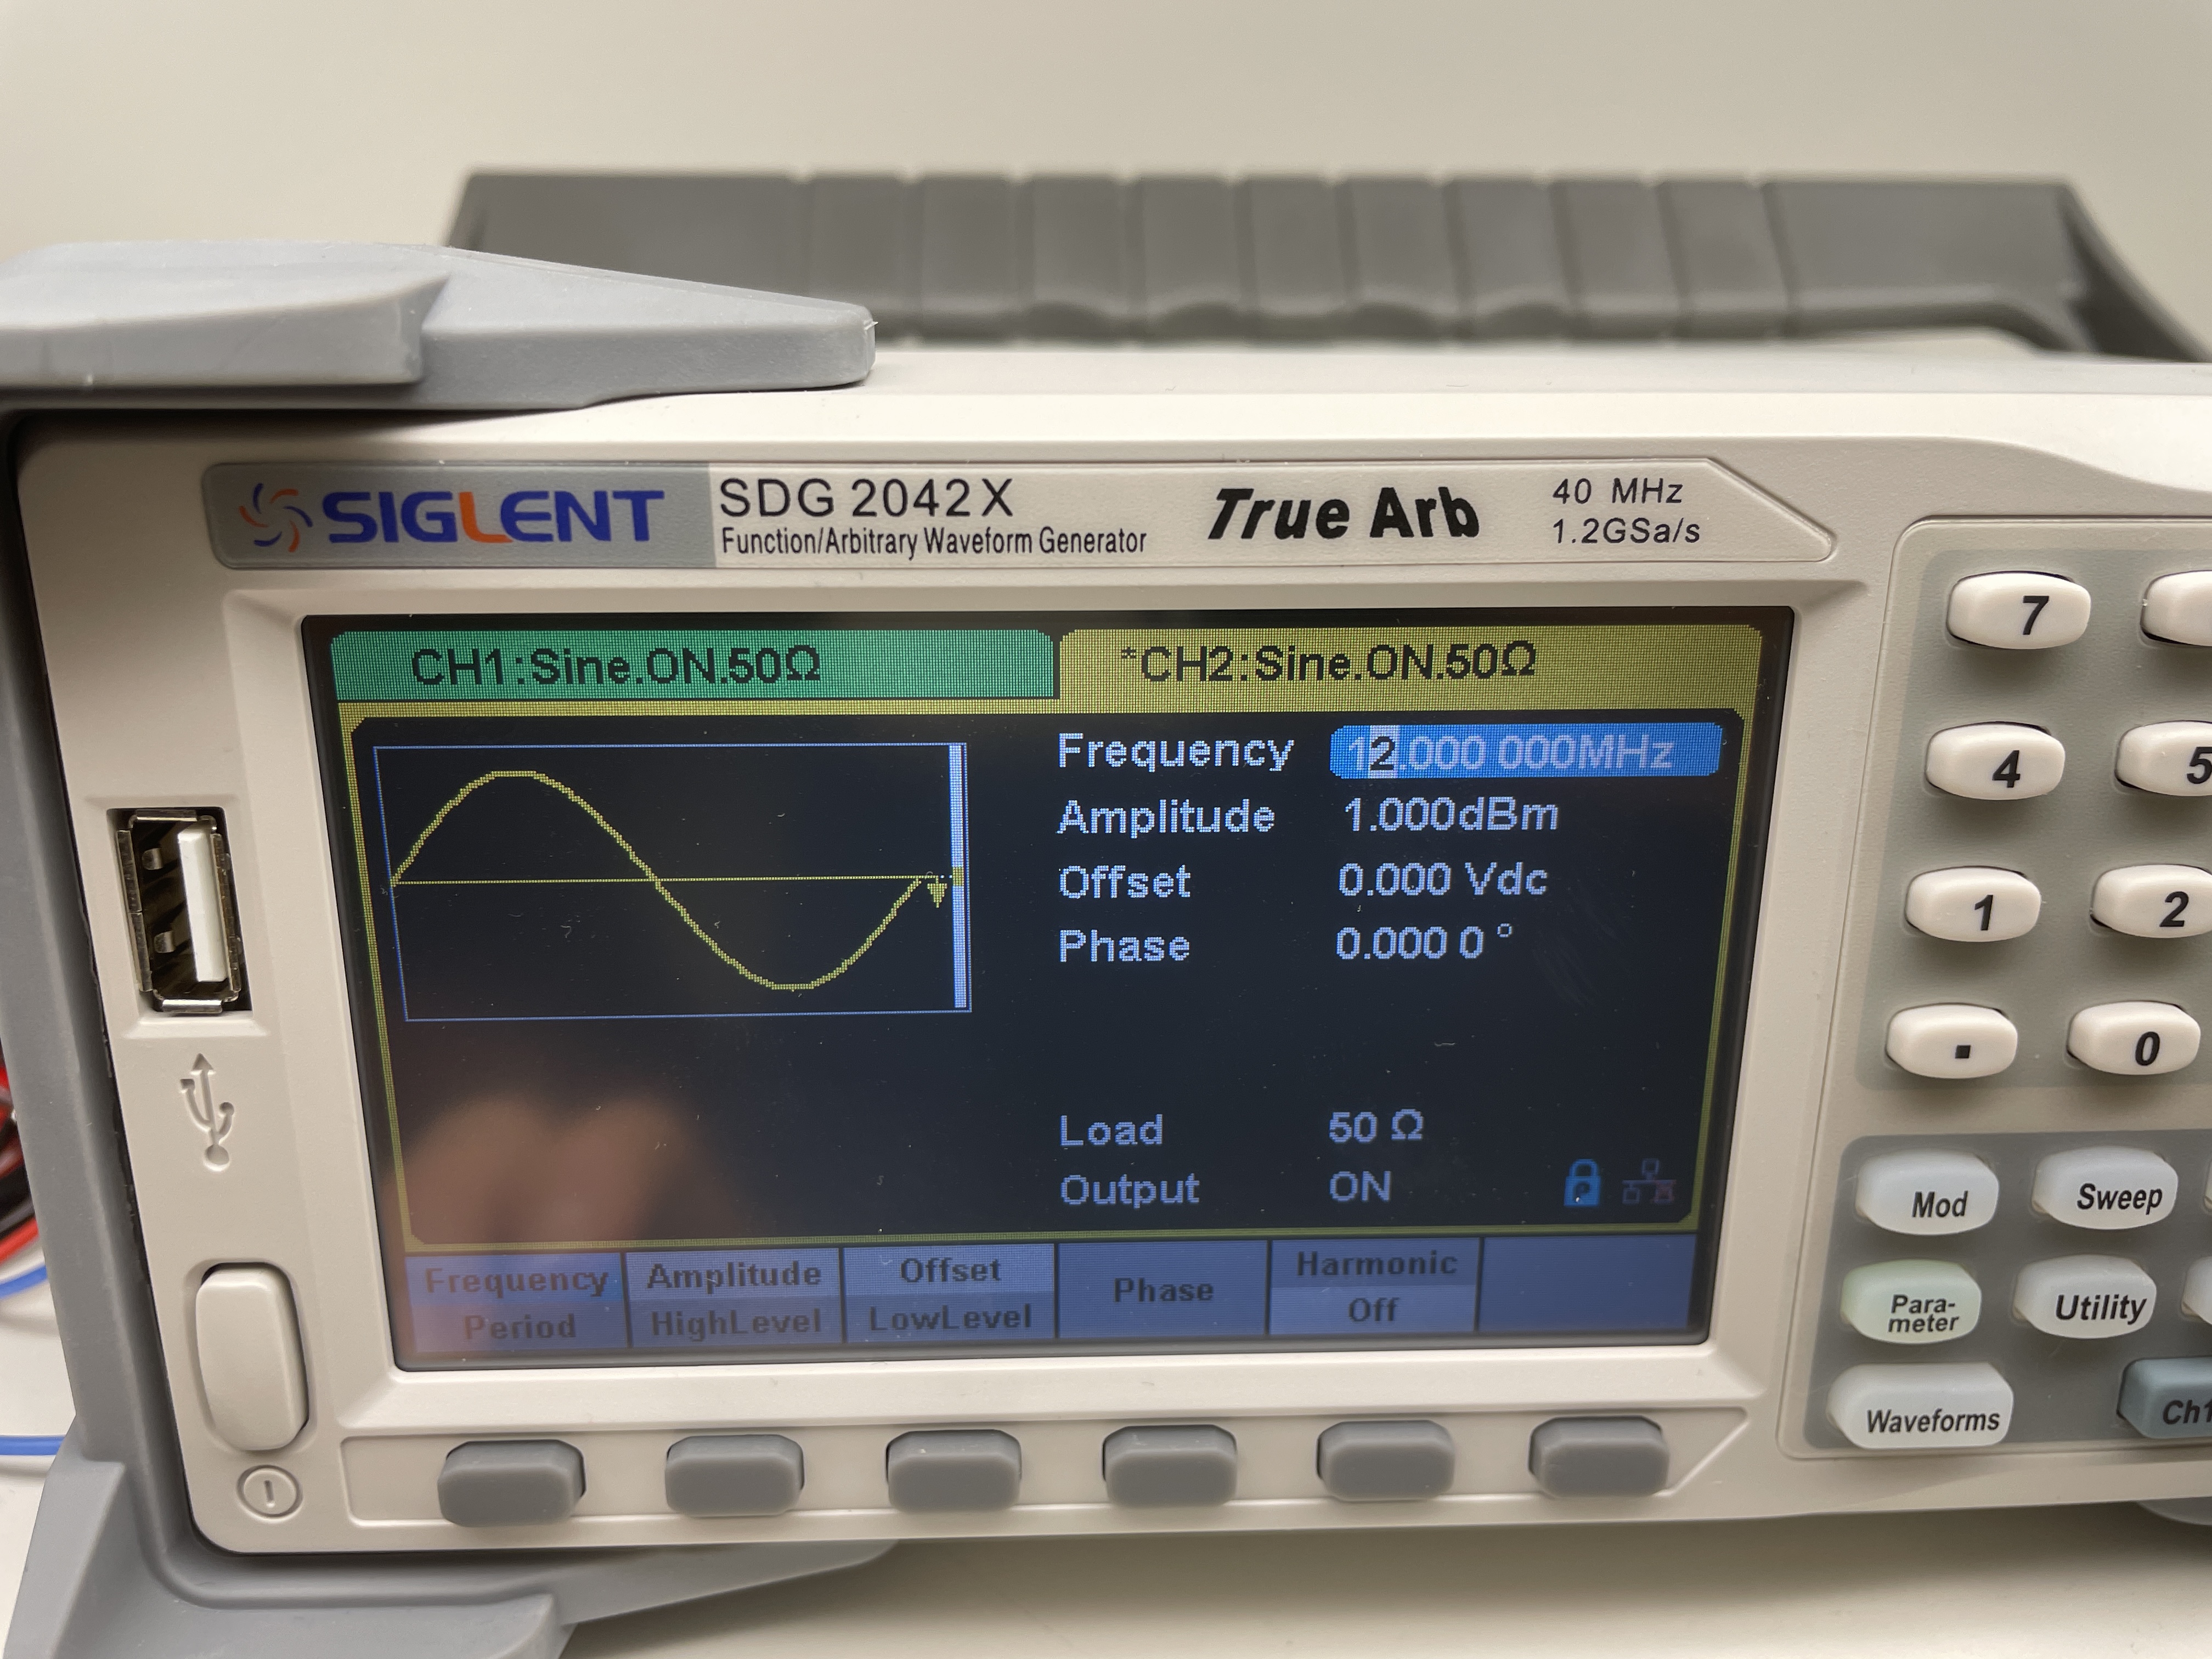 SIGLENT
SDG 2042X
Function/Arbitrary Waveform Generator
True Arb
40 MHz
1.2GSa/s
CH1:Sine.ON.50Ω
*CH2:Sine.ON.50Ω
Frequency 12.000 000MHz
Amplitude 1.000dBm
Offset 0.000 Vdc
Phase 0.000 0 °
Load 50 Ω
Output ON
Frequency
Period
Amplitude
HighLevel
Offset
LowLevel
Phase
Harmonic
Off
7
4 5
1 2
. 0
Mod Sweep
Para-
meter
Utility
Waveforms Ch1